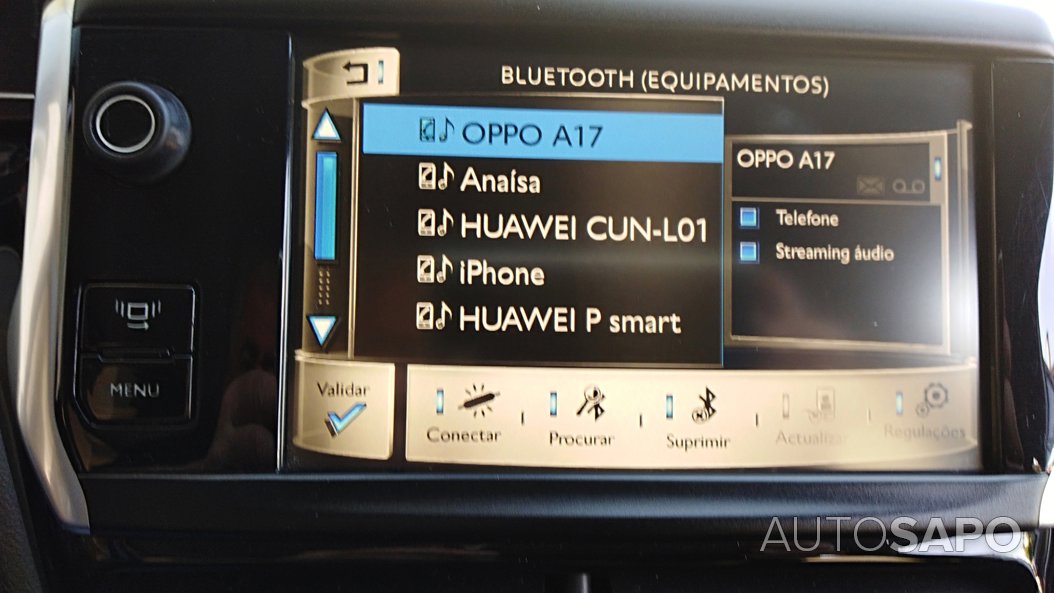 BLUETOOTH (EQUIPAMENTOS)
OPPO A17
Anaísa
HUAWEI CUN-L01
iPhone
HUAWEI P smart
OPPO A17
Telefone
Streaming áudio
MENU
Validar
Conectar
Procurar
Suprimir
Actualizar
Regulações
AUTOSAPO